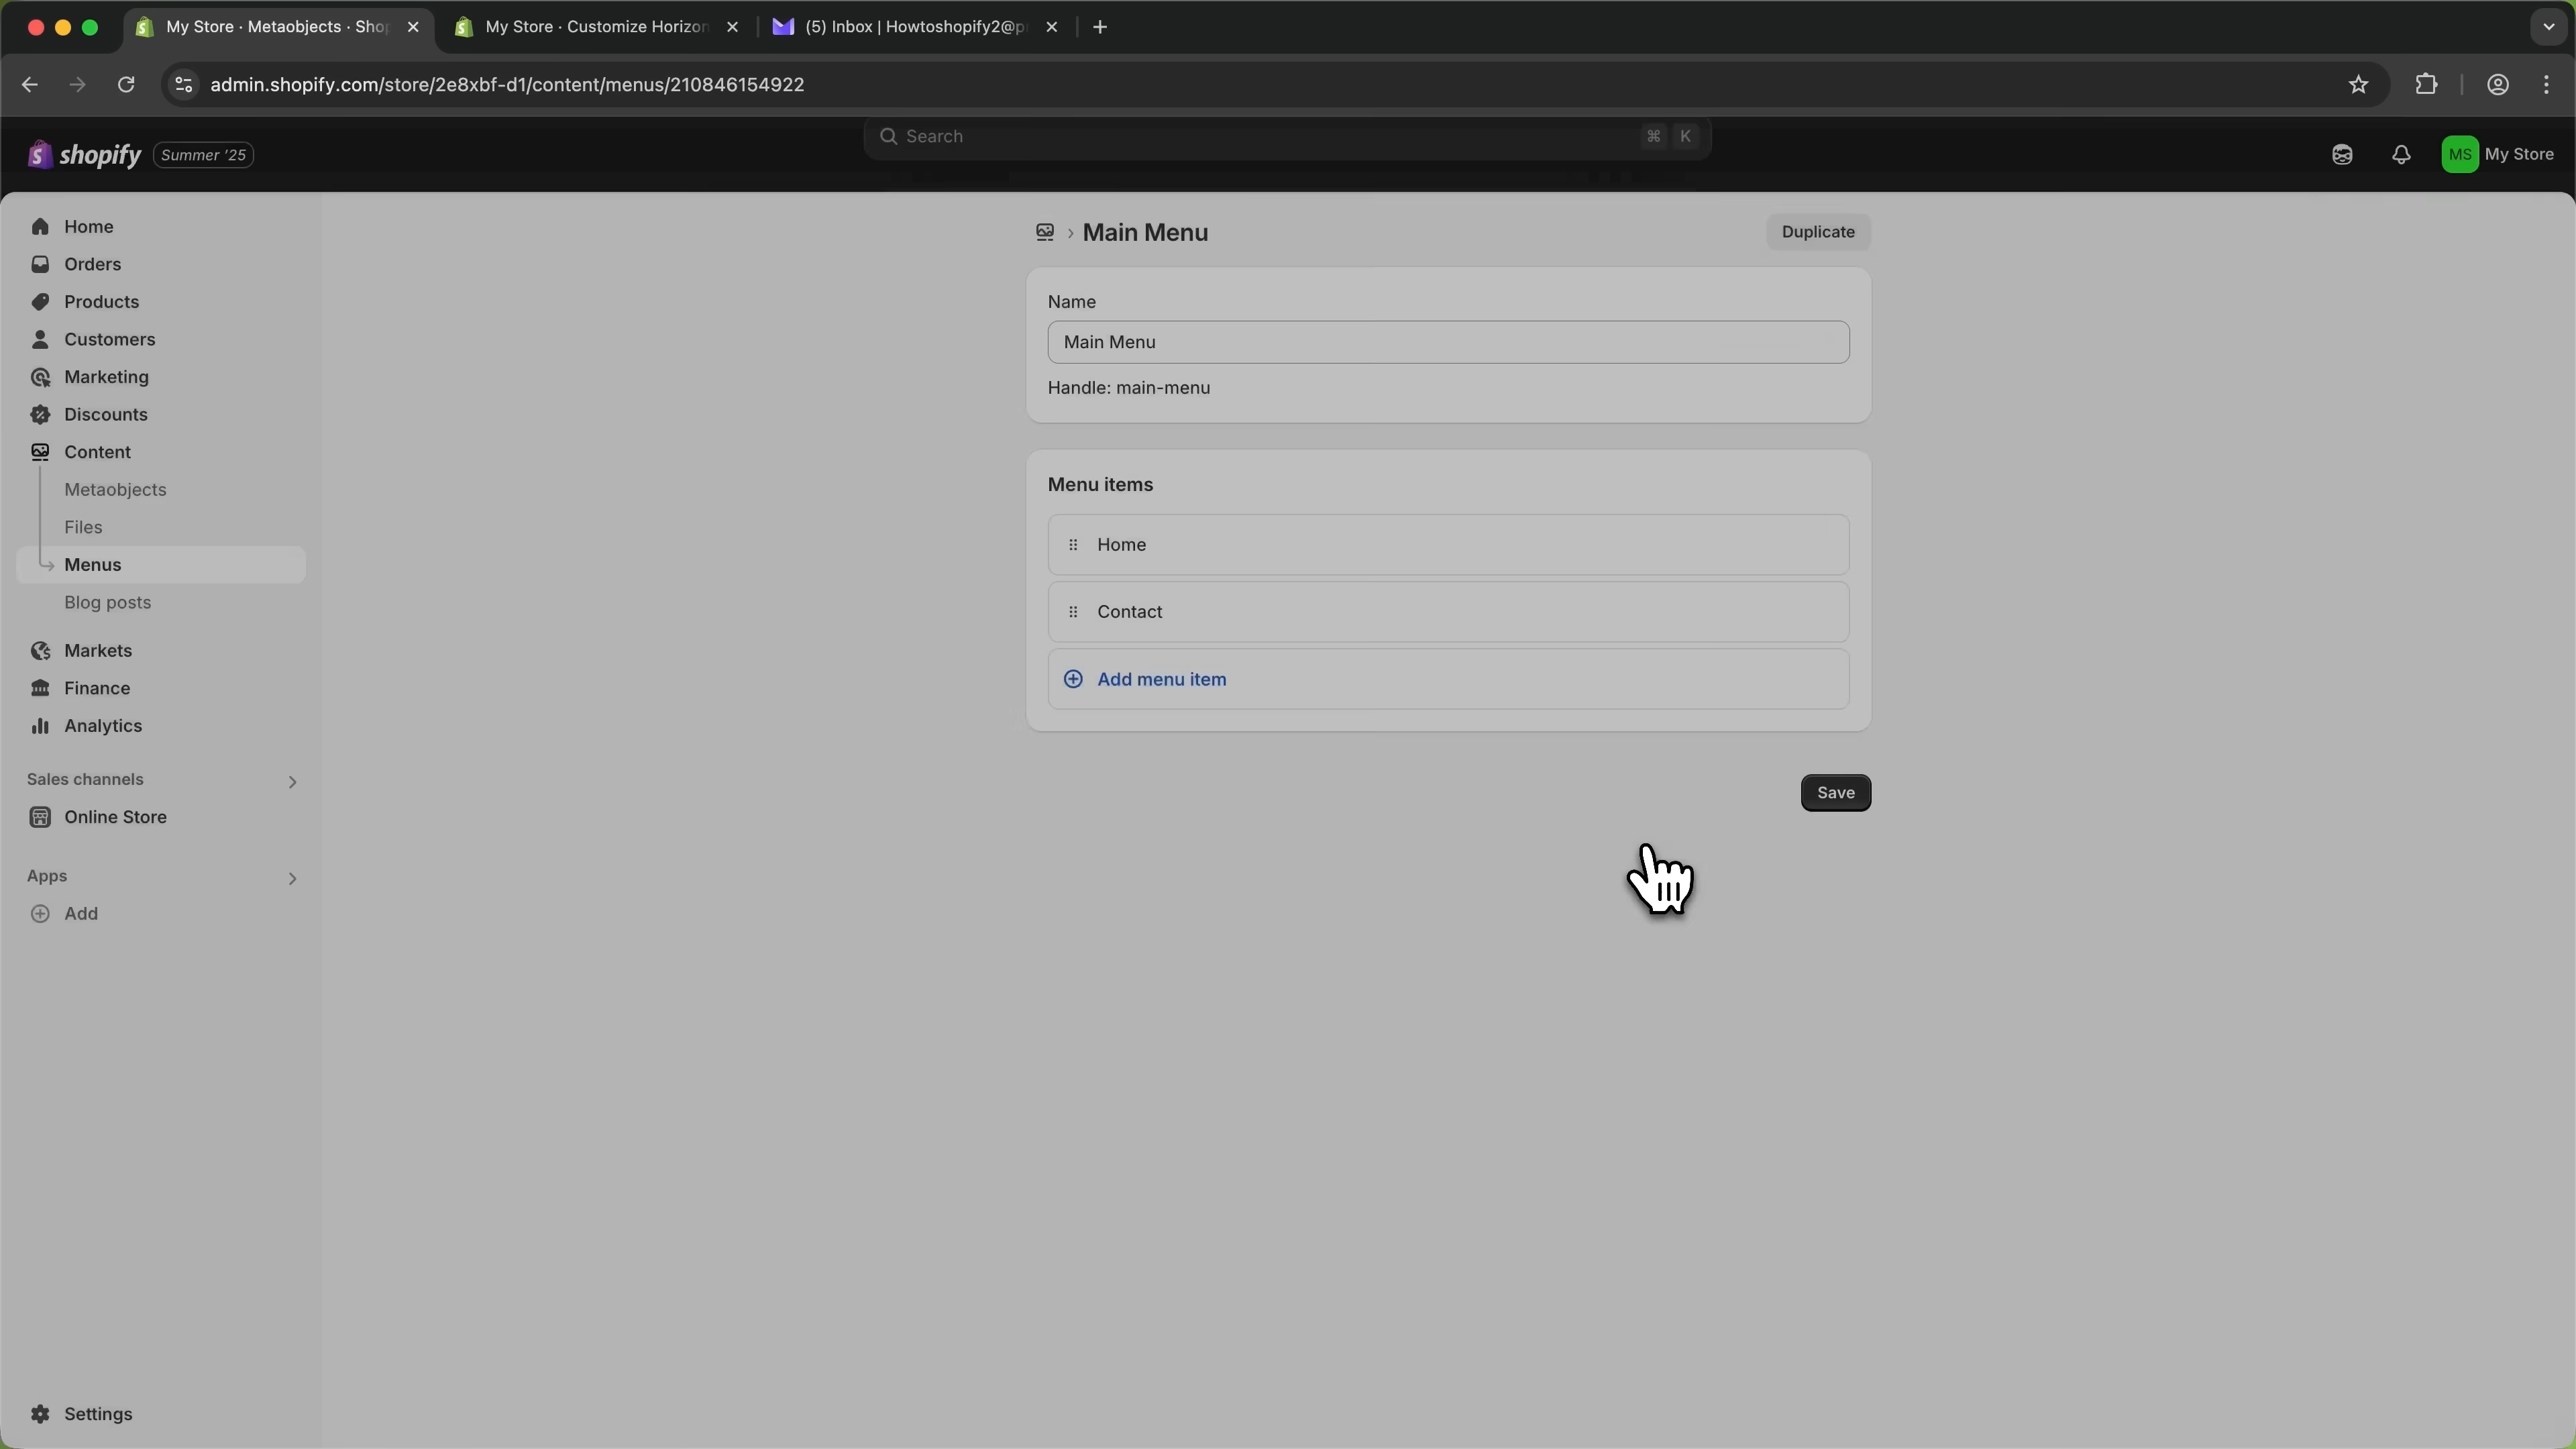 My Store · Metaobjects · Shop
My Store · Customize Horizon
(5) Inbox | Howtoshopify2@p
admin.shopify.com/store/2e8xbf-d1/content/menus/210846154922
shopify
Summer '25
Search
⌘ K
MS
My Store
Home
Orders
Products
Customers
Marketing
Discounts
Content
Metaobjects
Files
Menus
Blog posts
Markets
Finance
Analytics
Sales channels
Online Store
Apps
Add
Settings
Main Menu
Duplicate
Name
Main Menu
Handle: main-menu
Menu items
Home
Contact
Add menu item
Save